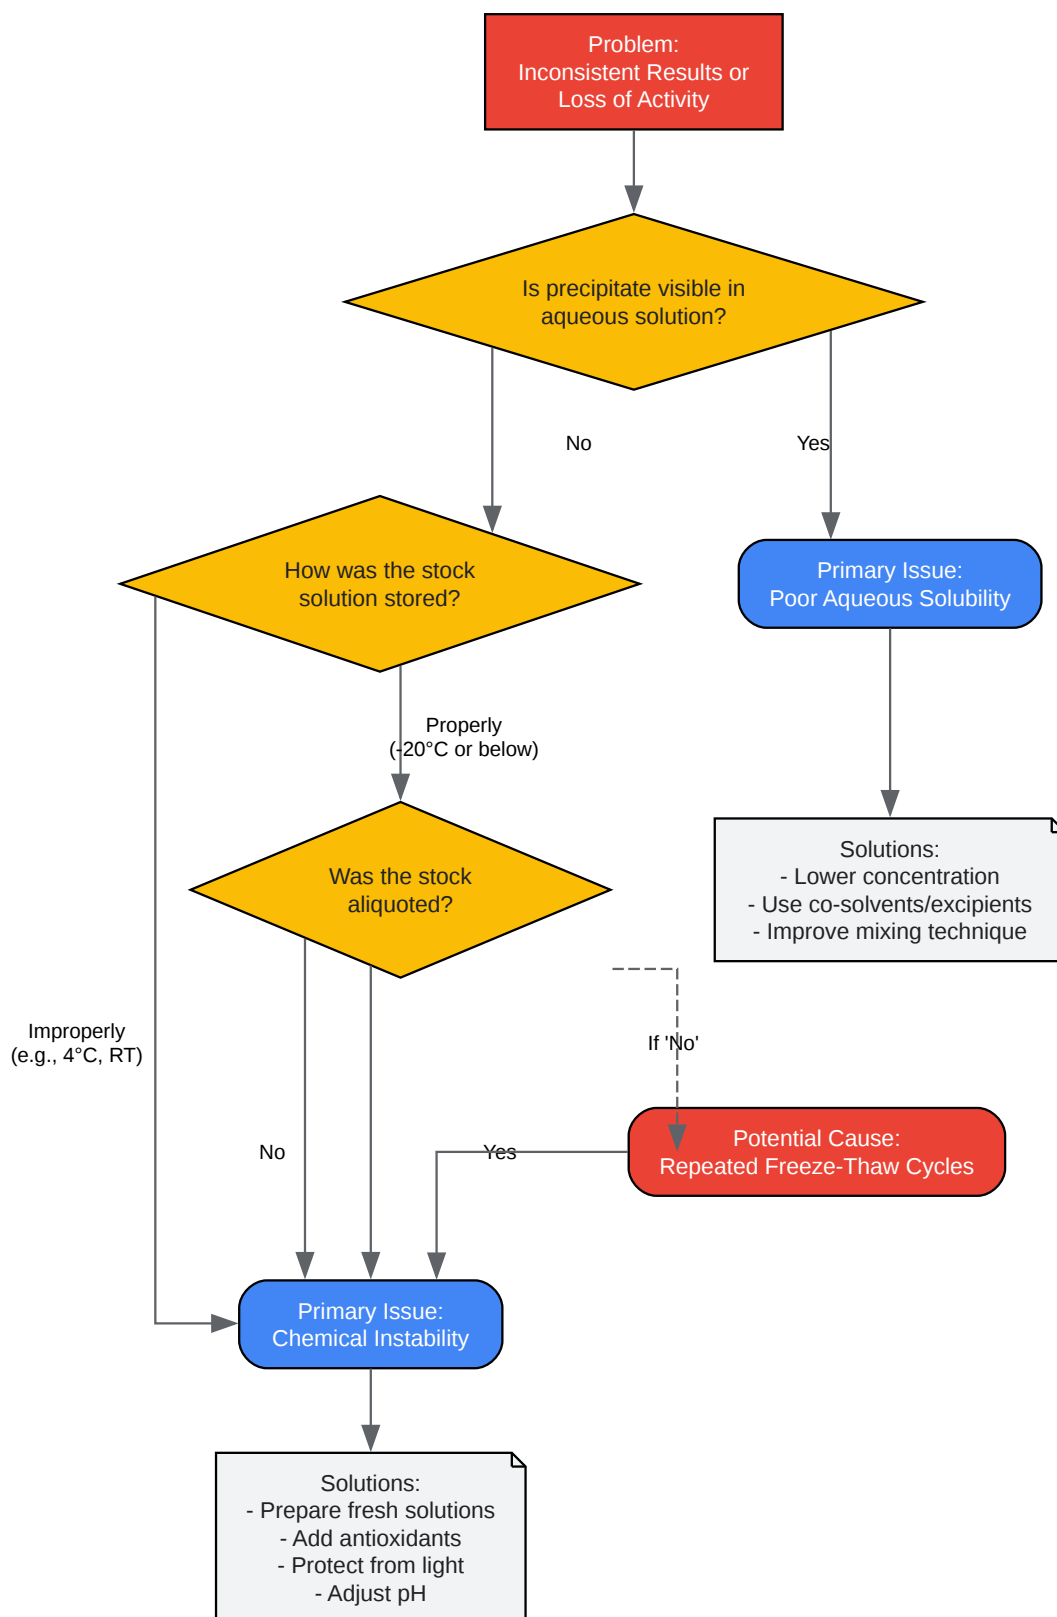 Problem:
Inconsistent Results or
Loss of Activity
Is precipitate visible in
aqueous solution?
No
Yes
How was the stock
solution stored?
Primary Issue:
Poor Aqueous Solubility
Properly
(-20°C or below)
Solutions:
- Lower concentration
- Use co-solvents/excipients
- Improve mixing technique
Was the stock
aliquoted?
Improperly
(e.g., 4°C, RT)
If 'No'
No
Yes
Potential Cause:
Repeated Freeze-Thaw Cycles
Primary Issue:
Chemical Instability
Solutions:
- Prepare fresh solutions
- Add antioxidants
- Protect from light
- Adjust pH